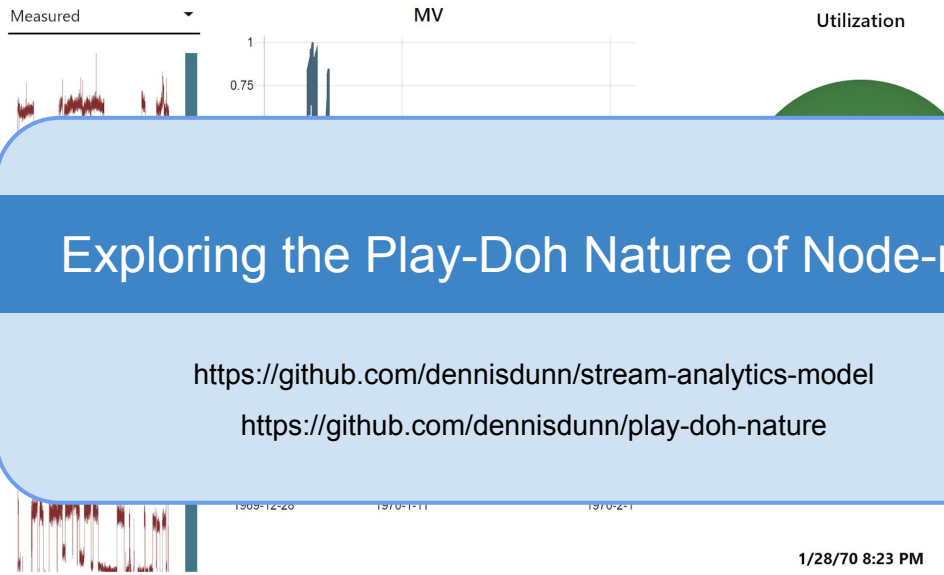 Measured
MV
Utilization
1
0.75
Exploring the Play-Doh Nature of
https://github.com/dennisdunn/stream-analytics-model
https://github.com/dennisdunn/play-doh-nature
1969-12-28 1970-1-11 1970-2-1
1/28/70 8:23 PM